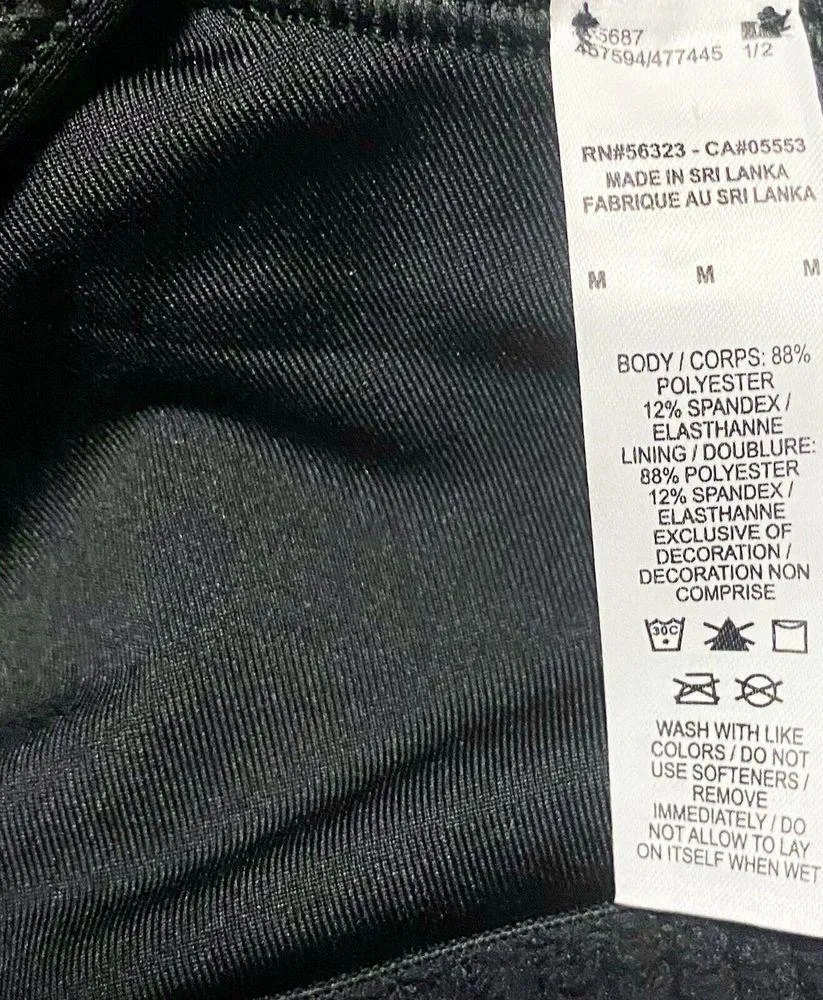 5687
457594/477445 1/2
RN#56323 - CA#05553
MADE IN SRI LANKA
FABRIQUE AU SRI LANKA
M M M
BODY / CORPS: 88%
POLYESTER
12% SPANDEX /
ELASTHANNE
LINING / DOUBLURE:
88% POLYESTER
12% SPANDEX /
ELASTHANNE
EXCLUSIVE OF
DECORATION /
DECORATION NON
COMPRISE
30C
WASH WITH LIKE
COLORS / DO NOT
USE SOFTENERS /
REMOVE
IMMEDIATELY / DO
NOT ALLOW TO LAY
ON ITSELF WHEN WET